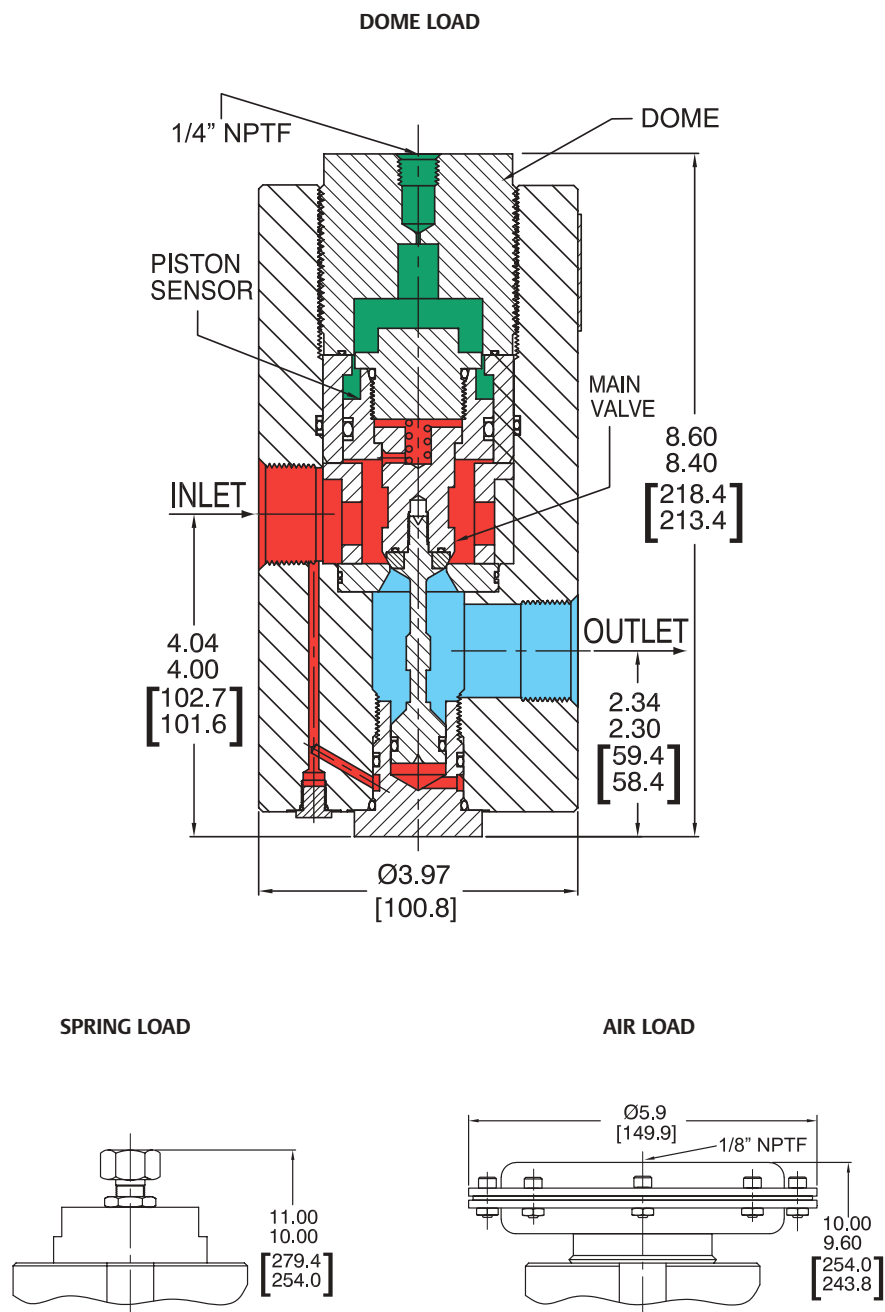 DOME LOAD
1/4” NPTF
DOME
PISTON
SENSOR
MAIN
VALVE
8.60
8.40
[218.4
213.4]
INLET
OUTLET
4.04
4.00
[102.7
101.6]
2.34
2.30
[59.4
58.4]
Ø3.97
[100.8]
SPRING LOAD
AIR LOAD
Ø5.9
[149.9]
1/8” NPTF
11.00
10.00
[279.4
254.0]
10.00
9.60
[254.0
243.8]